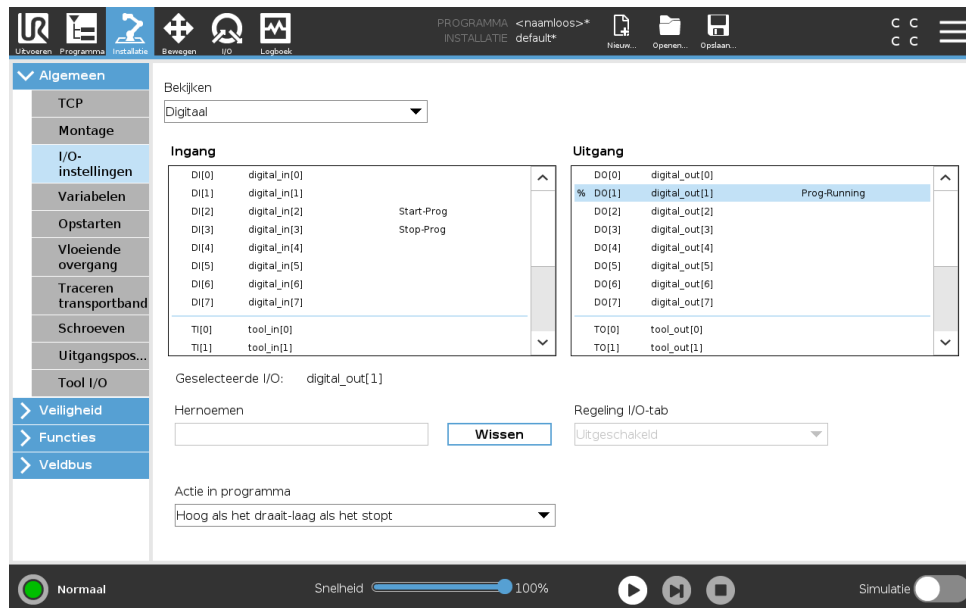 PROGRAMMA <naamloos>*
INSTALLATIE default*
UR
Uitvoeren Programma Installatie Bewegen I/O Logboek Nieuw... Openen... Opslaan...
C C
C C
Algemeen
TCP
Montage
I/O-
instellingen
Variabelen
Opstarten
Vloeiende
overgang
Traceren
transportband
Schroeven
Uitgangspos...
Tool I/O
Veiligheid
Functies
Veldbus
Bekijken
Digitaal
Ingang
DI[0] digital_in[0]
DI[1] digital_in[1]
DI[2] digital_in[2] Start-Prog
DI[3] digital_in[3] Stop-Prog
DI[4] digital_in[4]
DI[5] digital_in[5]
DI[6] digital_in[6]
DI[7] digital_in[7]
TI[0] tool_in[0]
TI[1] tool_in[1]
Uitgang
DO[0] digital_out[0]
% DO[1] digital_out[1] Prog-Running
DO[2] digital_out[2]
DO[3] digital_out[3]
DO[4] digital_out[4]
DO[5] digital_out[5]
DO[6] digital_out[6]
DO[7] digital_out[7]
TO[0] tool_out[0]
TO[1] tool_out[1]
Geselecteerde I/O: digital_out[1]
Hernoemen
Wissen
Regeling I/O-tab
Uitgeschakeld
Actie in programma
Hoog als het draait-laag als het stopt
Normaal
Snelheid 100%
Simulatie